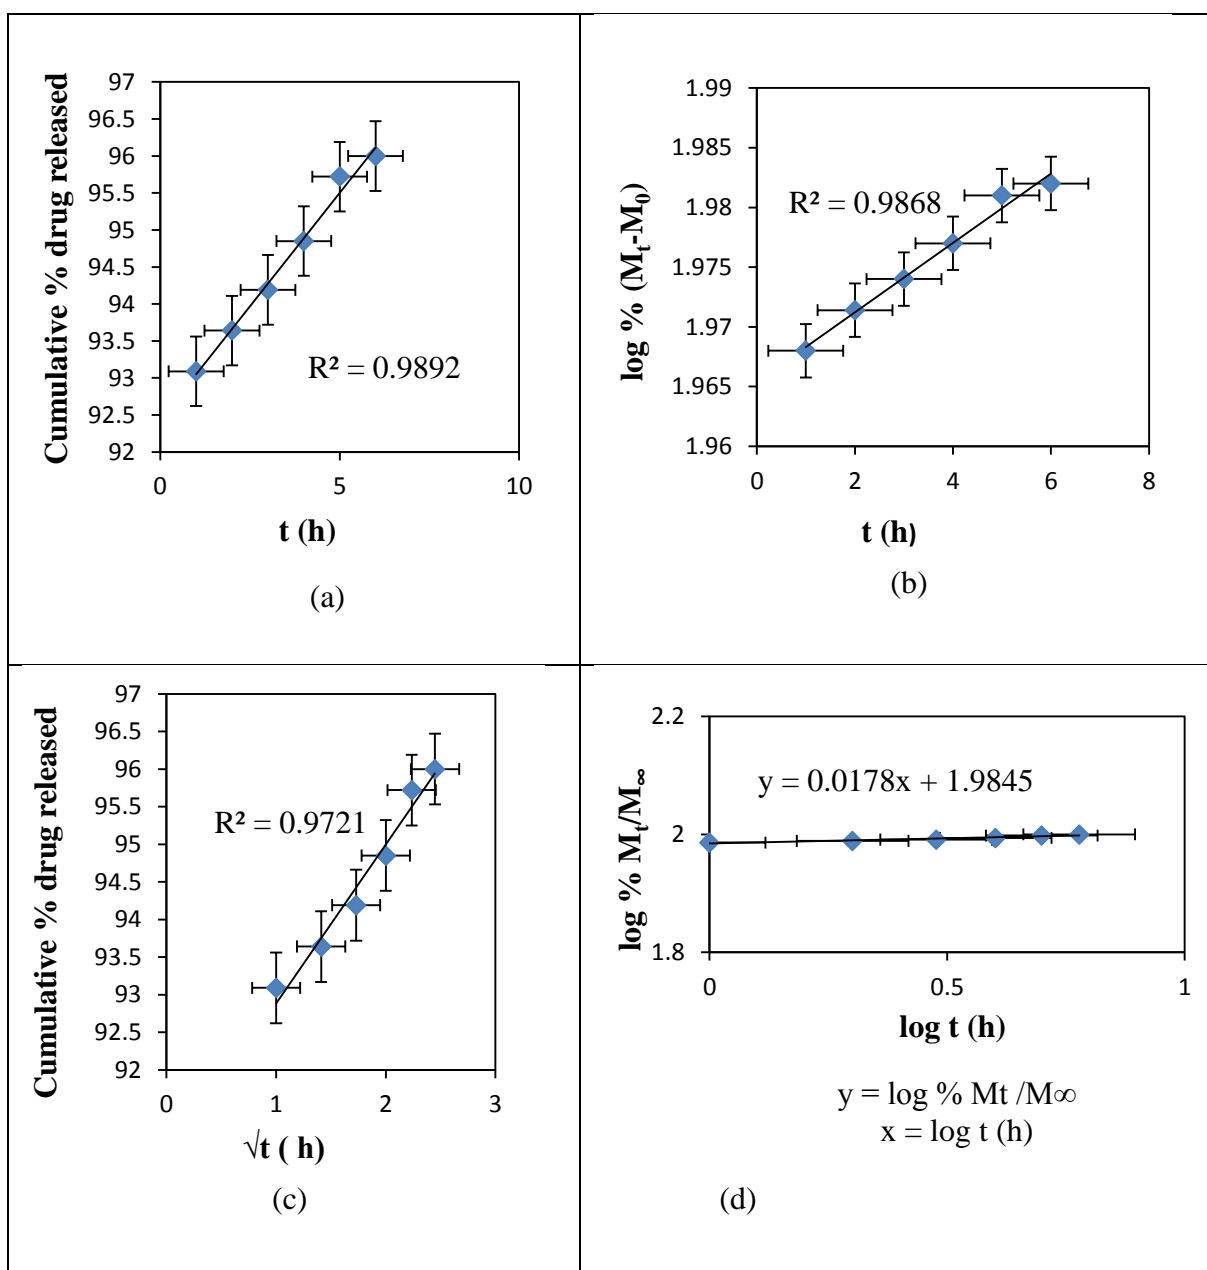 Cumulative % drug released
97
96.5
96
95.5
95
94.5
94
93.5
93
92.5
92
R² = 0.9892
0
5
10
t (h)
(a)
log % (Mₜ-M₀)
1.99
1.985
1.98
1.975
1.97
1.965
1.96
R² = 0.9868
0
2
4
6
8
t (h)
(b)
Cumulative % drug released
97
96.5
96
95.5
95
94.5
94
93.5
93
92.5
92
R² = 0.9721
0
1
2
3
√t ( h)
(c)
log % Mₜ/M∞
2.2
2
1.8
y = 0.0178x + 1.9845
0
0.5
1
log t (h)
y = log % Mt /M∞
x = log t (h)
(d)